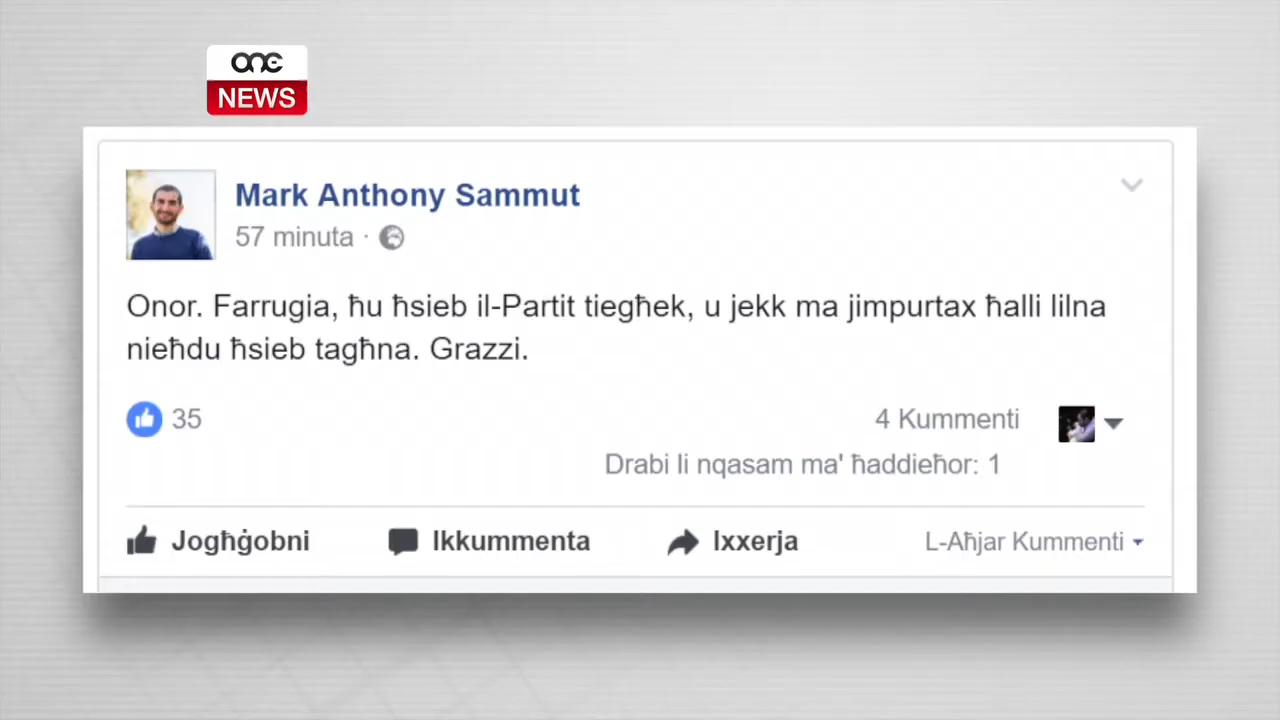 one
NEWS
Mark Anthony Sammut
57 minuta ·
Onor. Farrugia, ħu ħsieb il-Partit tiegħek, u jekk ma jimpurtax ħalli lilna
nieħdu ħsieb tagħna. Grazzi.
35
4 Kummenti
Drabi li nqasam ma' ħaddieħor: 1
Jogħġobni
Ikkummenta
Ixxerja
L-Aħjar Kummenti